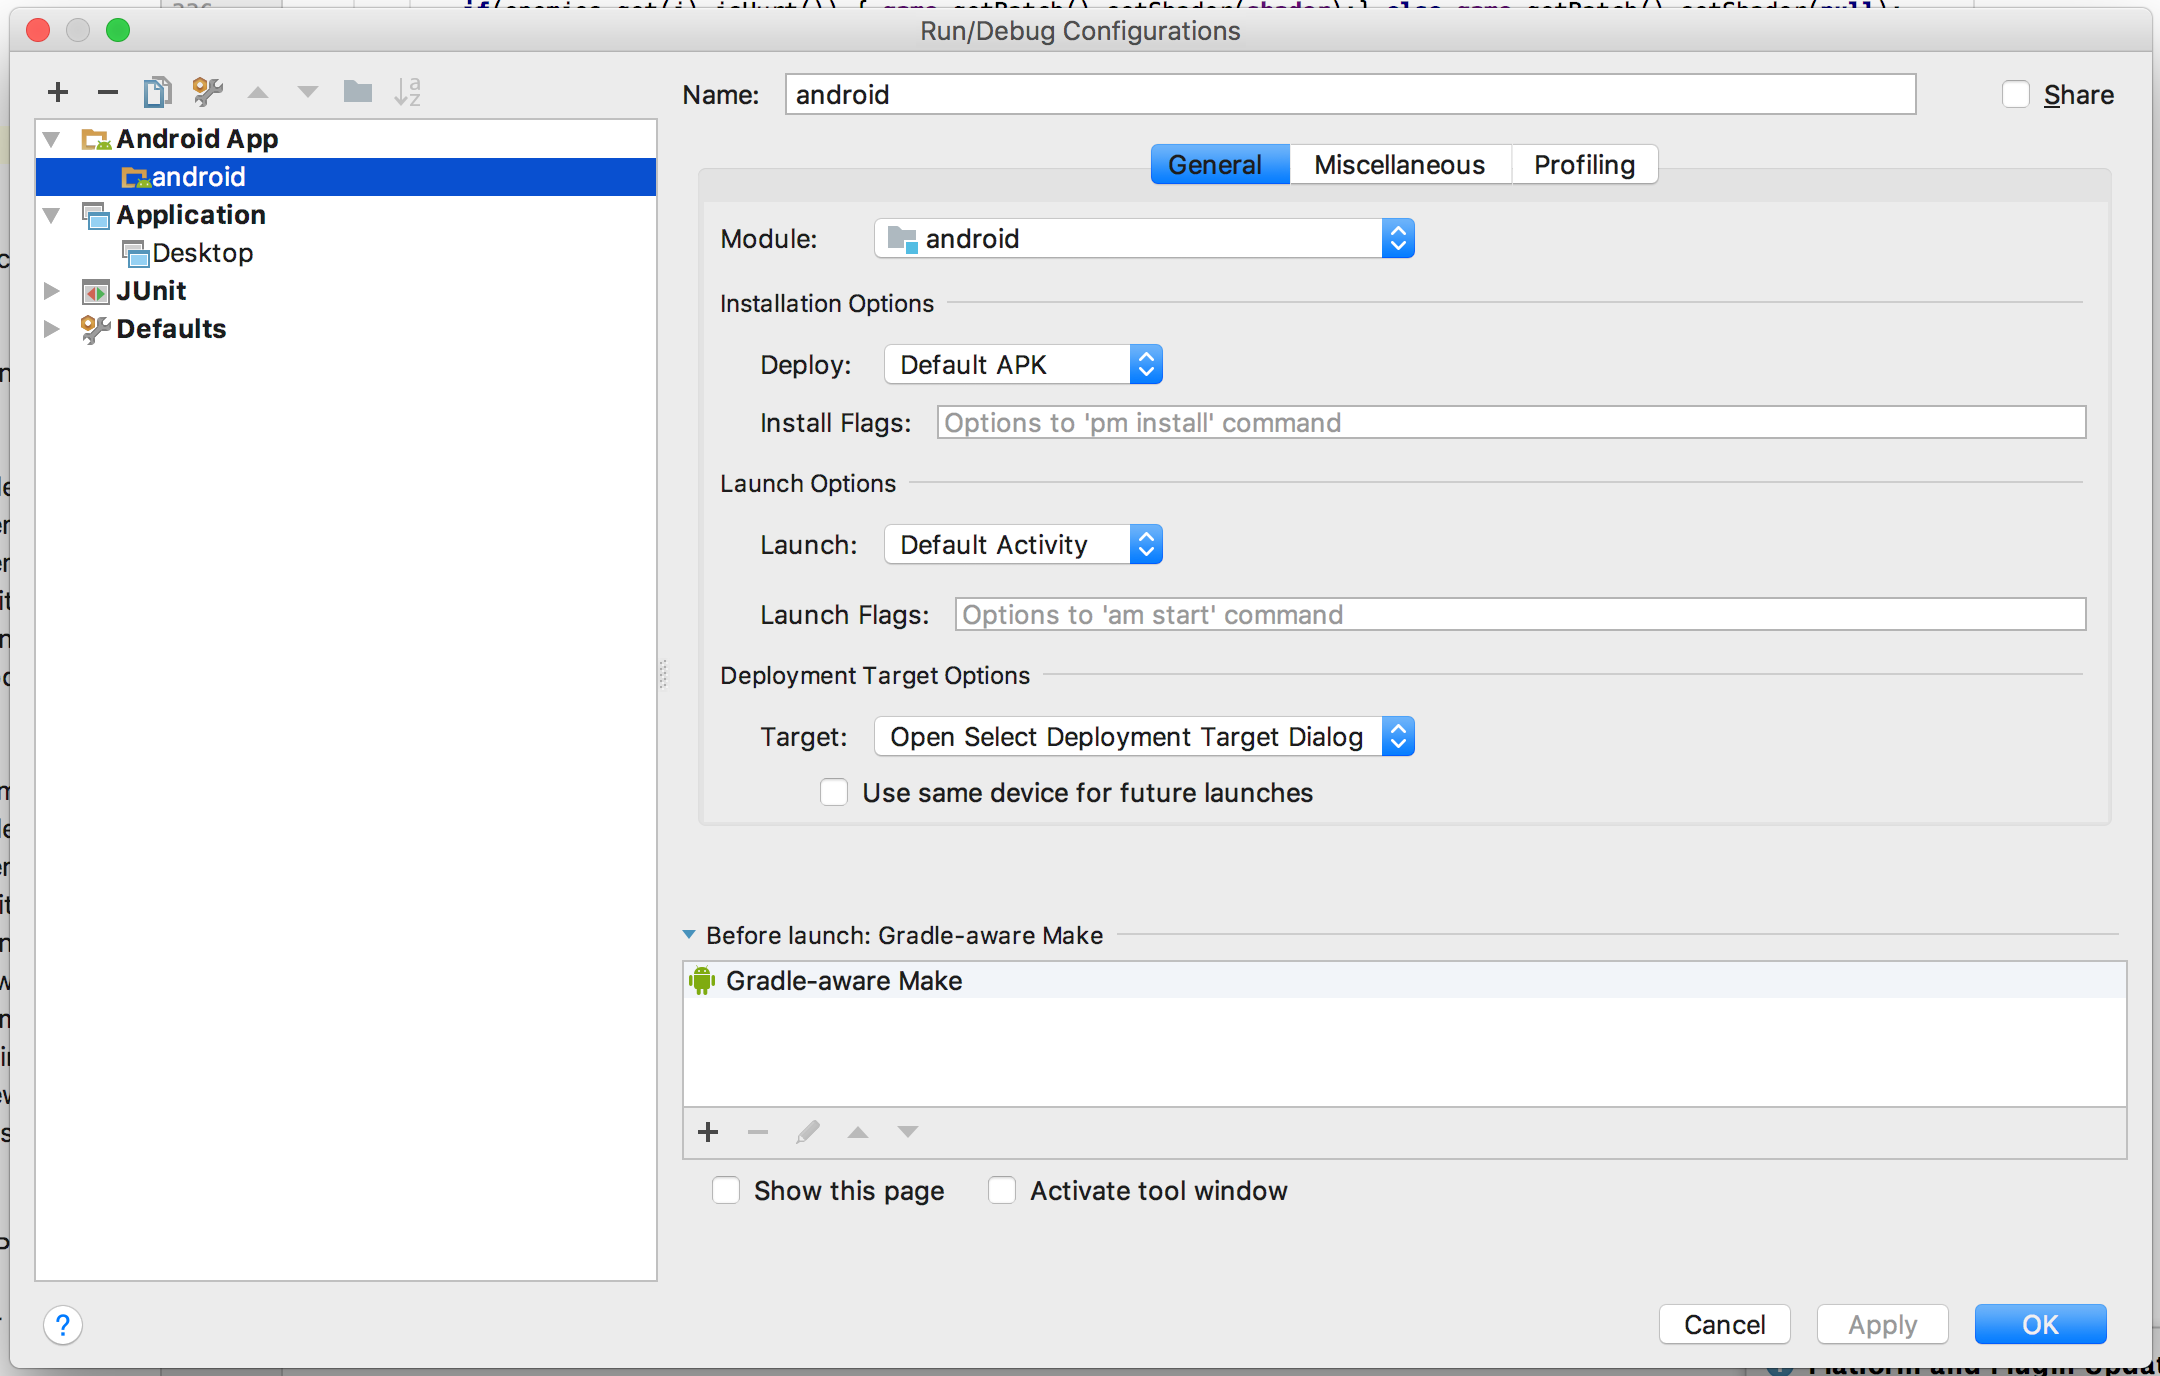 Run/Debug Configurations
Name: android
Share
Android App
android
Application
Desktop
JUnit
Defaults
General Miscellaneous Profiling
Module: android
Installation Options
Deploy: Default APK
Install Flags: Options to 'pm install' command
Launch Options
Launch: Default Activity
Launch Flags: Options to 'am start' command
Deployment Target Options
Target: Open Select Deployment Target Dialog
Use same device for future launches
Before launch: Gradle-aware Make
Gradle-aware Make
Show this page Activate tool window
? Cancel Apply OK